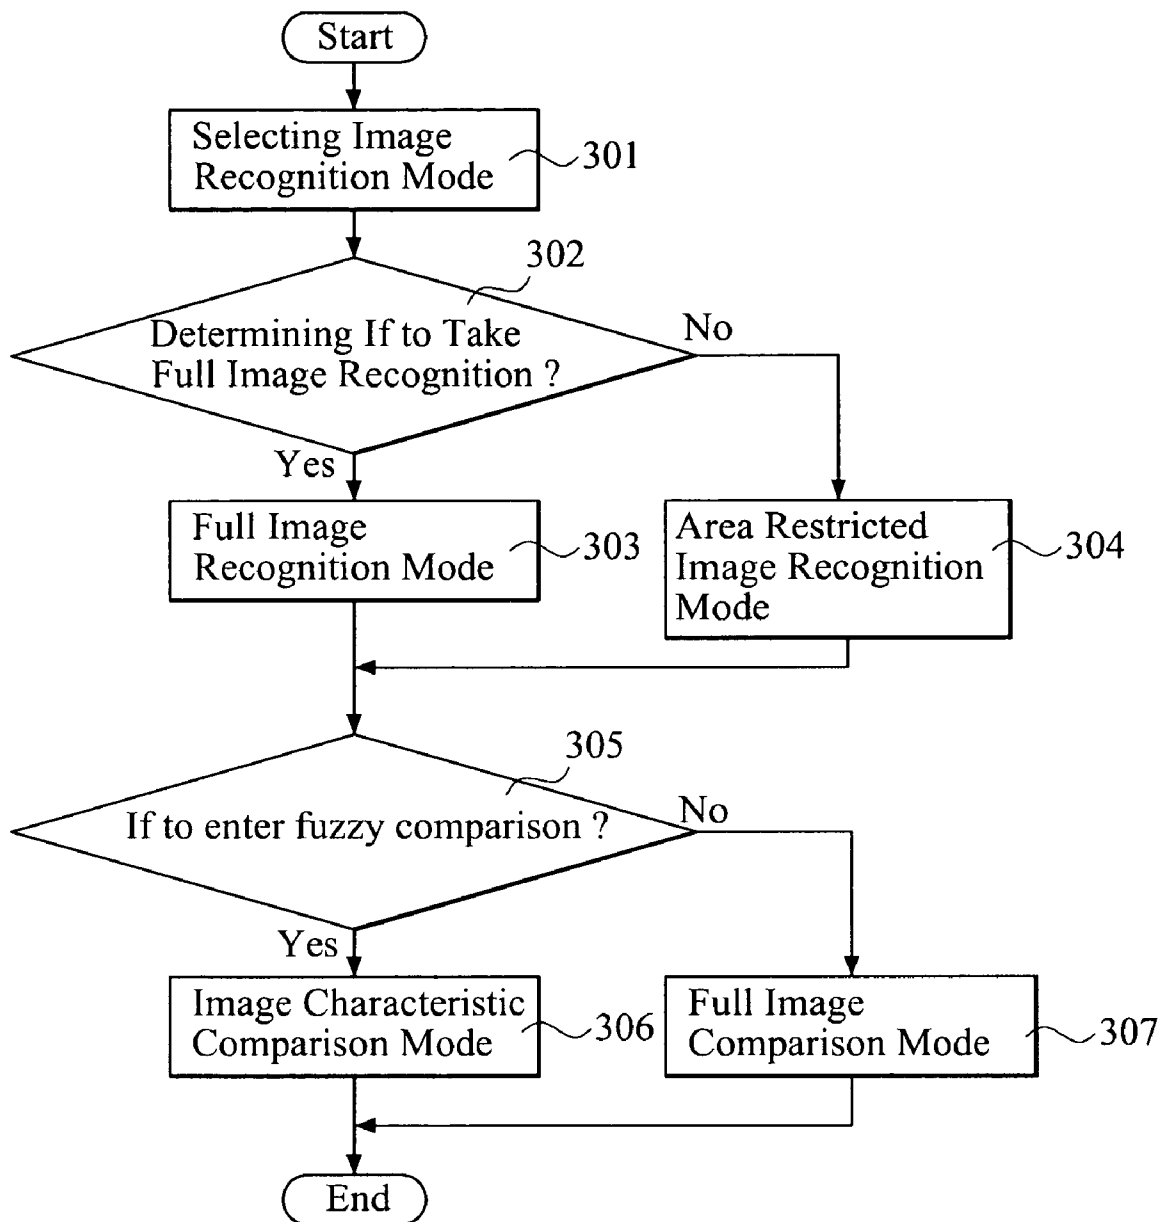 Start
Selecting Image
Recognition Mode
301
302
Determining If to Take
Full Image Recognition ?
No
Yes
Full Image
Recognition Mode
303
Area Restricted
Image Recognition
Mode
304
305
If to enter fuzzy comparison ?
No
Yes
Image Characteristic
Comparison Mode
306
Full Image
Comparison Mode
307
End